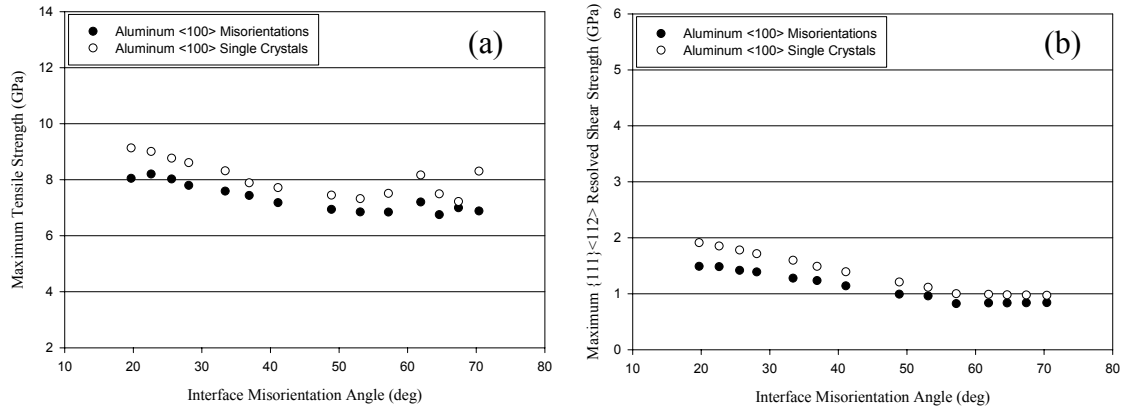 Aluminum <100> Misorientations
Aluminum <100> Single Crystals
(a)
Maximum Tensile Strength (GPa)
14
12
10
8
6
4
2
10 20 30 40 50 60 70 80
Interface Misorientation Angle (deg)
Aluminum <100> Misorientations
Aluminum <100> Single Crystals
(b)
Maximum {111}<112> Resolved Shear Strength (GPa)
6
5
4
3
2
1
0
10 20 30 40 50 60 70 80
Interface Misorientation Angle (deg)